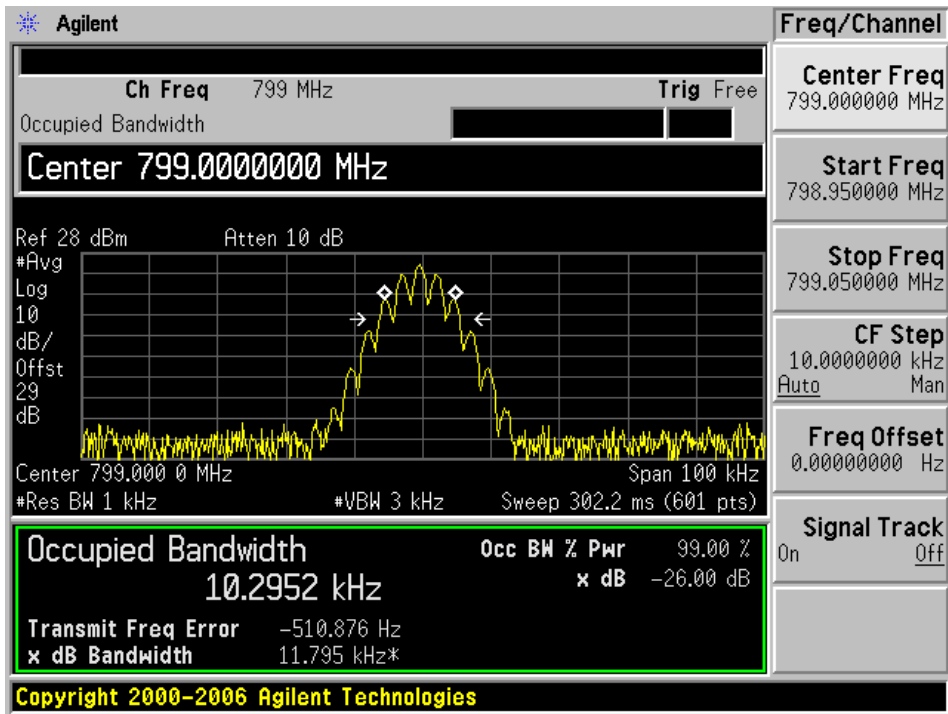 Agilent
Freq/Channel
Ch Freq 799 MHz Trig Free
Occupied Bandwidth
Center 799.0000000 MHz
Ref 28 dBm Atten 10 dB
#Avg
Log
10
dB/
Offst
29
dB
Center 799.000 0 MHz Span 100 kHz
#Res BW 1 kHz #VBW 3 kHz Sweep 302.2 ms (601 pts)
Occupied Bandwidth Occ BW % Pwr 99.00 %
10.2952 kHz x dB -26.00 dB
Transmit Freq Error -510.876 Hz
x dB Bandwidth 11.795 kHz*
Copyright 2000-2006 Agilent Technologies
Center Freq
799.000000 MHz
Start Freq
798.950000 MHz
Stop Freq
799.050000 MHz
CF Step
10.0000000 kHz
Auto Man
Freq Offset
0.00000000 Hz
Signal Track
On Off